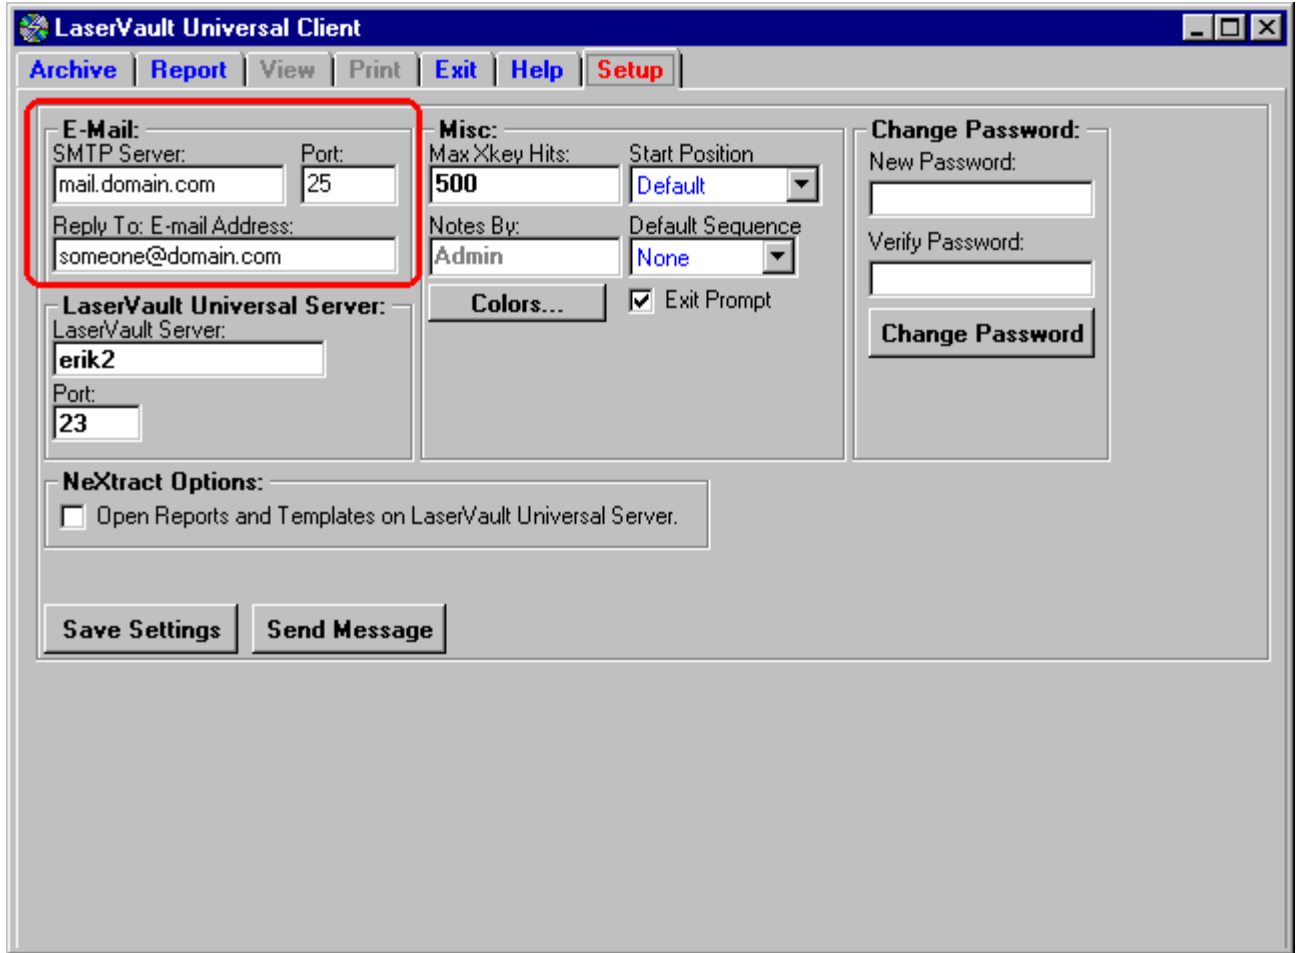 LaserVault Universal Client
Archive Report View Print Exit Help Setup
E-Mail:
SMTP Server: Port:
mail.domain.com 25
Reply To: E-mail Address:
someone@domain.com
LaserVault Universal Server:
LaserVault Server:
erik2
Port:
23
Misc:
Max Xkey Hits: Start Position
500 Default
Notes By: Default Sequence
Admin None
Colors... Exit Prompt
Change Password:
New Password:
Verify Password:
Change Password
NeXtract Options:
Open Reports and Templates on LaserVault Universal Server.
Save Settings Send Message